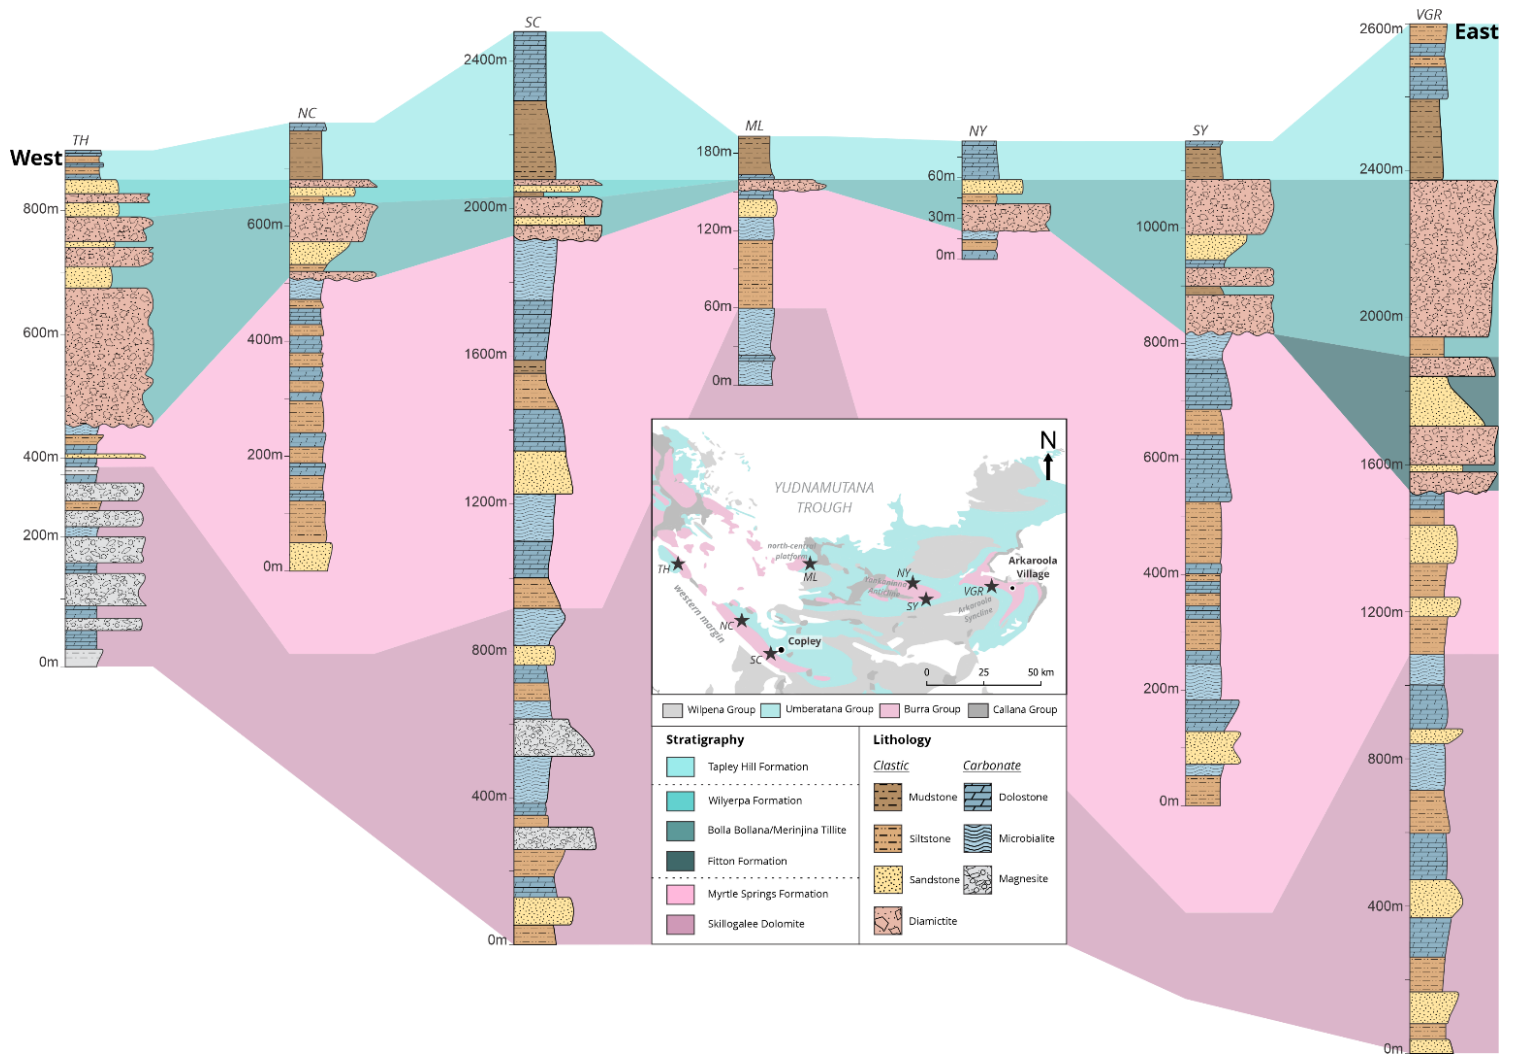 West
East
TH
800m
600m
400m
200m
0m
NC
600m
400m
200m
0m
SC
2400m
2000m
1600m
1200m
800m
400m
0m
ML
180m
120m
60m
0m
NY
60m
30m
0m
SY
1000m
800m
600m
400m
200m
0m
VGR
2600m
2400m
2000m
1600m
1200m
800m
400m
0m
N
YUDNAMUTANA
TROUGH
north-central
platform
TH
ML
NY
SY
VGR
Arkaroola
Village
Yankaninna
Anticline
Arkaroola
Syncline
western margin
NC
SC
Copley
0 25 50 km
Wilpena Group
Umberatana Group
Burra Group
Callana Group
Stratigraphy
Tapley Hill Formation
Wilyerpa Formation
Bolla Bollana/Merinjina Tillite
Fitton Formation
Myrtle Springs Formation
Skillogalee Dolomite
Lithology
Clastic
Mudstone
Siltstone
Sandstone
Diamictite
Carbonate
Dolostone
Microbialite
Magnesite